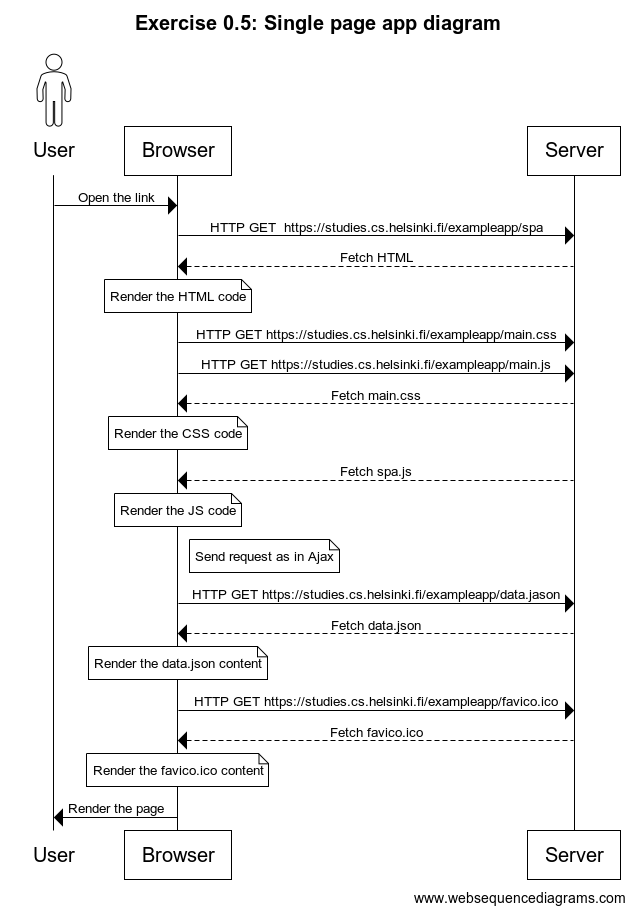 Exercise 0.5: Single page app diagram
User
Browser
Server
Open the link
HTTP GET  https://studies.cs.helsinki.fi/exampleapp/spa
Fetch HTML
Render the HTML code
HTTP GET https://studies.cs.helsinki.fi/exampleapp/main.css
HTTP GET https://studies.cs.helsinki.fi/exampleapp/main.js
Fetch main.css
Render the CSS code
Fetch spa.js
Render the JS code
Send request as in Ajax
HTTP GET https://studies.cs.helsinki.fi/exampleapp/data.jason
Fetch data.json
Render the data.json content
HTTP GET https://studies.cs.helsinki.fi/exampleapp/favico.ico
Fetch favico.ico
Render the favico.ico content
Render the page
User
Browser
Server
www.websequencediagrams.com